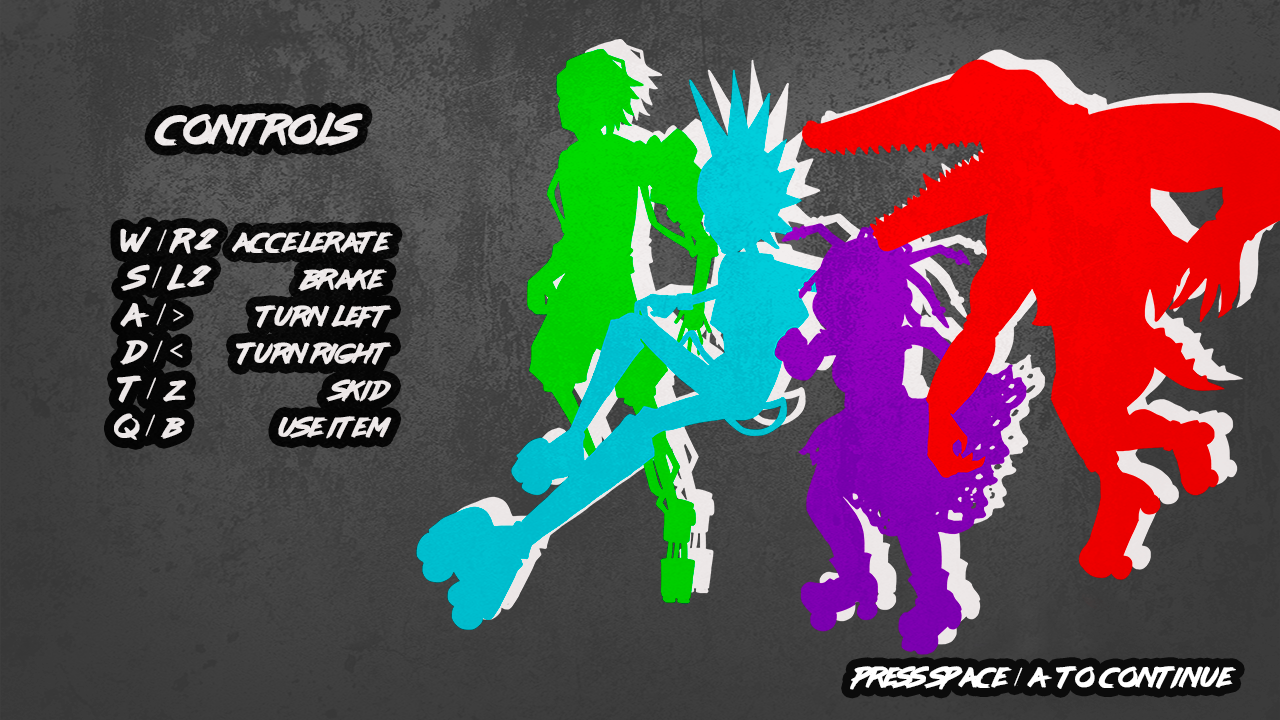 CONTROLS
W / R2 ACCELERATE
S / L2 BRAKE
A / > TURN LEFT
D / < TURN RIGHT
T / Z SKID
Q / B USE ITEM
PRESS SPACE / A TO CONTINUE